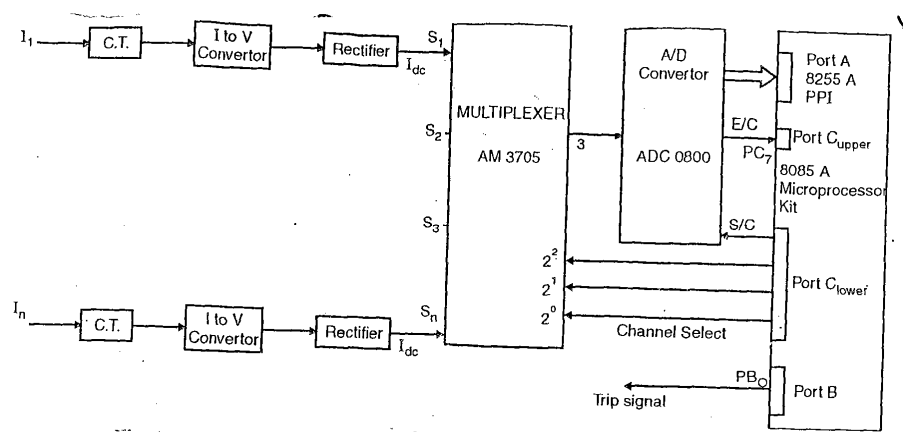 I1
C.T.
I to V
Convertor
Rectifier
Idc
S1
S2
S3
Sn
MULTIPLEXER
AM 3705
3
2²
2¹
2⁰
A/D
Convertor
ADC 0800
E/C
PC7
S/C
Channel Select
Port A
8255 A
PPI
Port Cupper
8085 A
Microprocessor
Kit
Port Clower
PBO
Port B
Trip signal
In
C.T.
I to V
Convertor
Rectifier
Idc